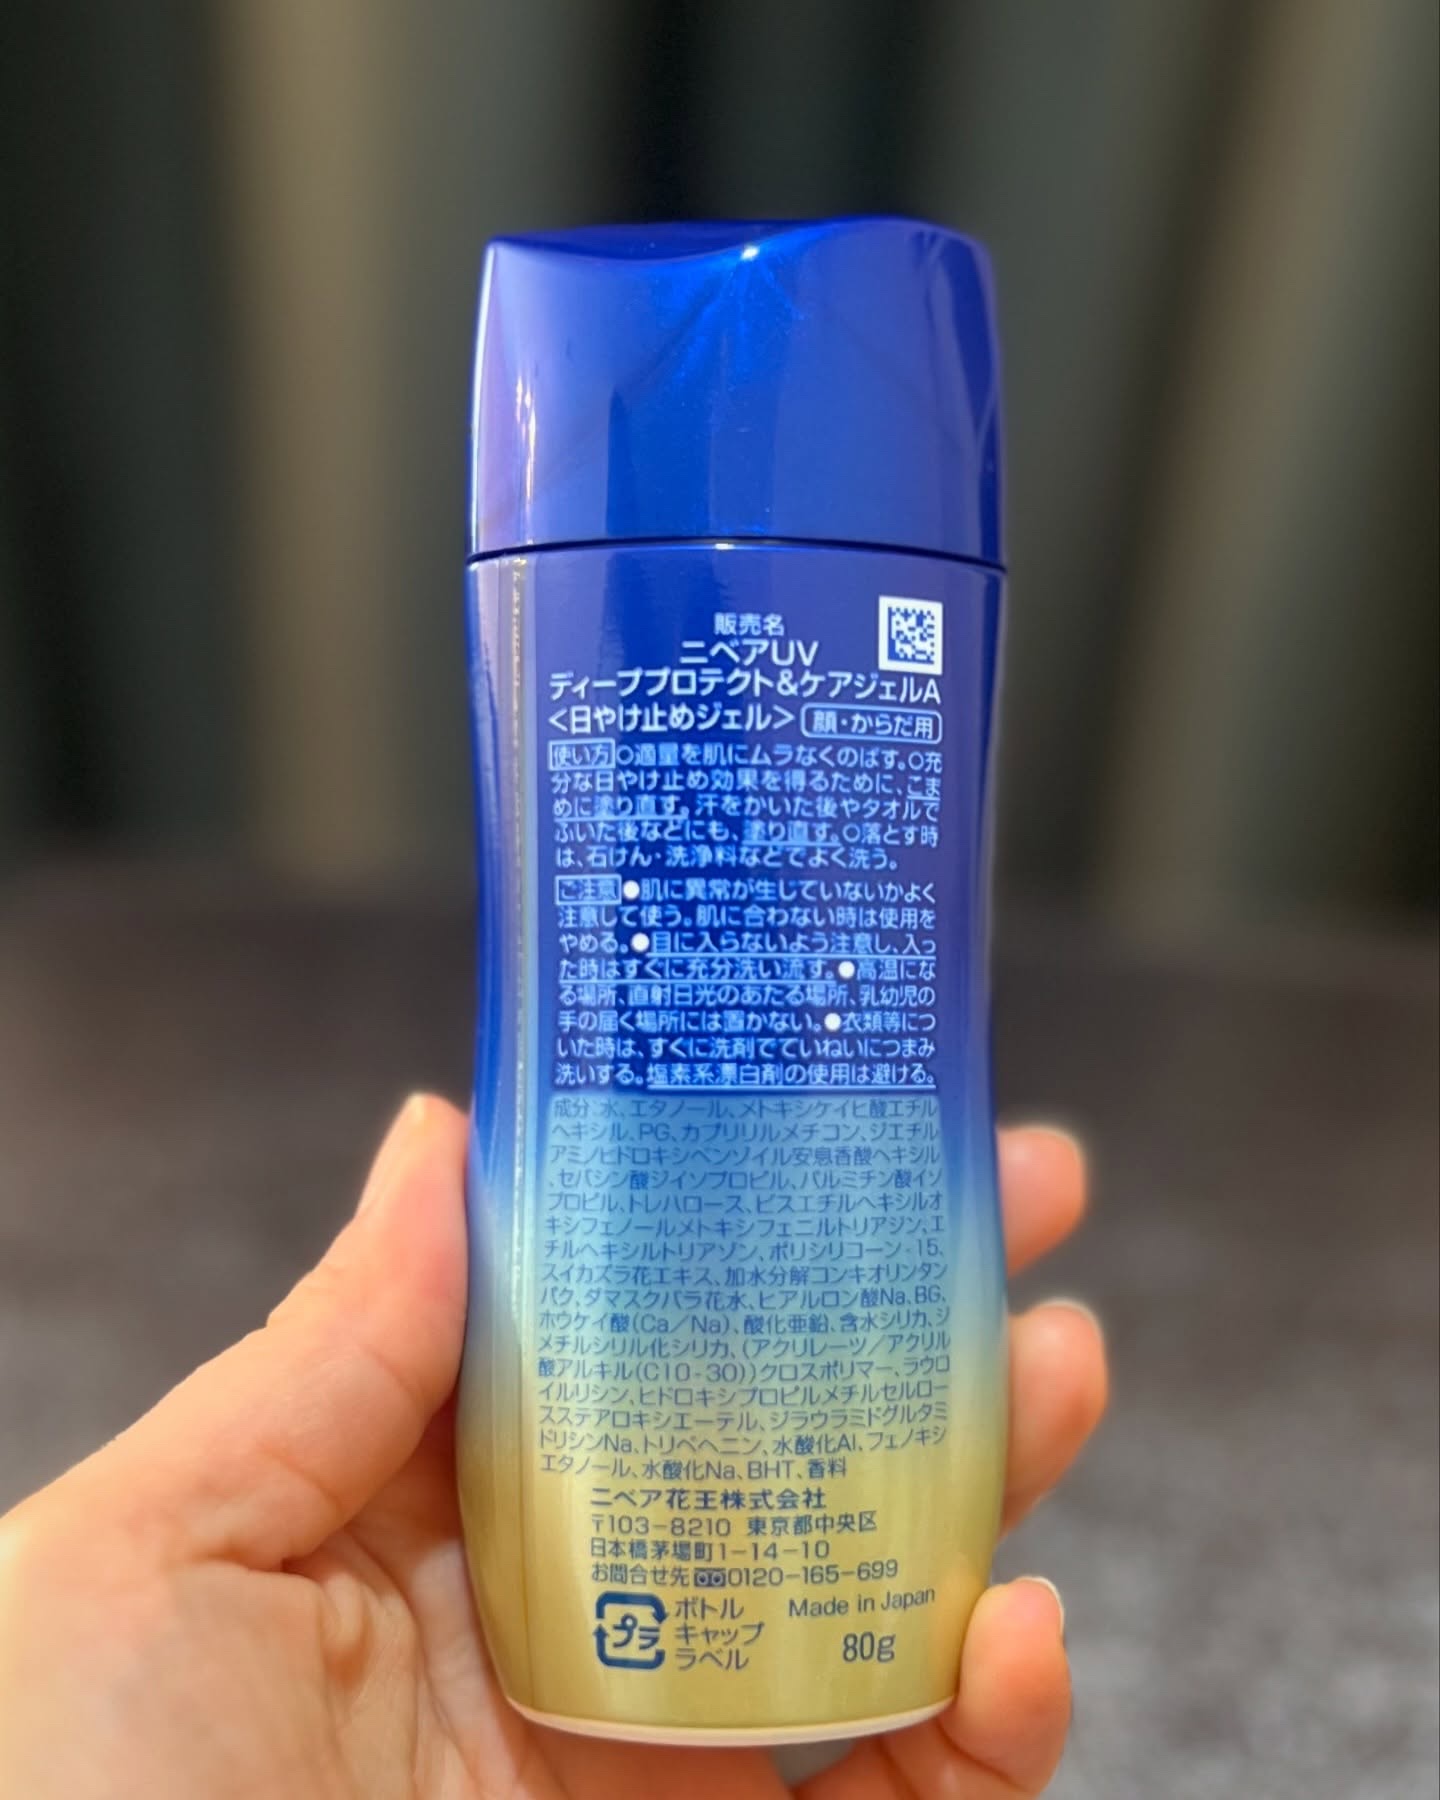 販売名
ニベアUV
ディーププロテクト&ケアジェルA
<日やけ止めジェル> 顔・からだ用
使い方 ○適量を肌にムラなくのばす。○充
分な日やけ止め効果を得るために、こま
めに塗り直す。汗をかいた後やタオルで
ふいた後などにも、塗り直す。○落とす時
は、石けん・洗浄料などでよく洗う。
ご注意 ●肌に異常が生じていないかよく
注意して使う。肌に合わない時は使用を
やめる。●目に入らないよう注意し、入っ
た時はすぐに充分洗い流す。●高温にな
る場所、直射日光のあたる場所、乳幼児の
手の届く場所には置かない。●衣類等につ
いた時は、すぐに洗剤でていねいにつまみ
洗いする。塩素系漂白剤の使用は避ける。
成分:水、エタノール、メトキシケイヒ酸エチル
ヘキシル、PG、カプリリルメチコン、ジエチル
アミノヒドロキシベンゾイル安息香酸ヘキシル
、セバシン酸ジイソプロピル、パルミチン酸イソ
プロピル、トレハロース、ビスエチルヘキシルオ
キシフェノールメトキシフェニルトリアジン、エ
チルヘキシルトリアゾン、ポリシリコーン-15、
スイカズラ花エキス、加水分解コンキオリンタン
パク、ダマスクバラ花水、ヒアルロン酸Na、BG、
ホウケイ酸(Ca/Na)、酸化亜鉛、含水シリカ、ジ
メチルシリル化シリカ、(アクリレーツ/アクリル
酸アルキル(C10-30))クロスポリマー、ラウロ
イルリシン、ヒドロキシプロピルメチルセルロー
スステアロキシエーテル、ジラウラミドグルタミ
ドリシンNa、トリベヘニン、水酸化Al、フェノキシ
エタノール、水酸化Na、BHT、香料
ニベア花王株式会社
〒103-8210 東京都中央区
日本橋茅場町1-14-10
お問合せ先 0120-165-699
プラ ボトル
キャップ
ラベル
Made in Japan
80g